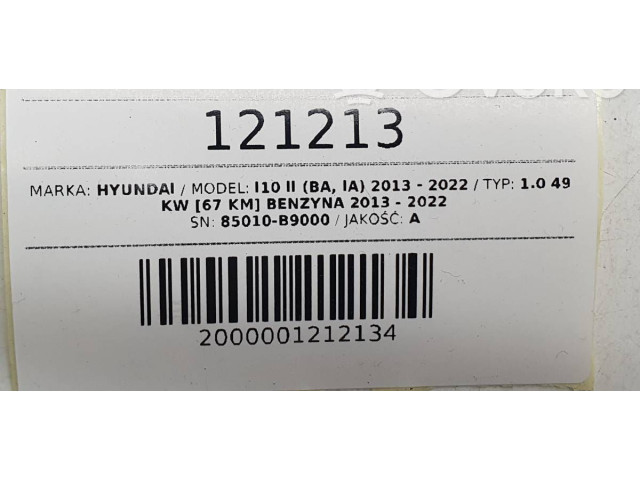 121213
MARKA: HYUNDAI / MODEL: I10 II (BA, IA) 2013 - 2022 / TYP: 1.0 49
KW [67 KM] BENZYNA 2013 - 2022
SN: 85010-B9000 / JAKOŚĆ: A
2000001212134